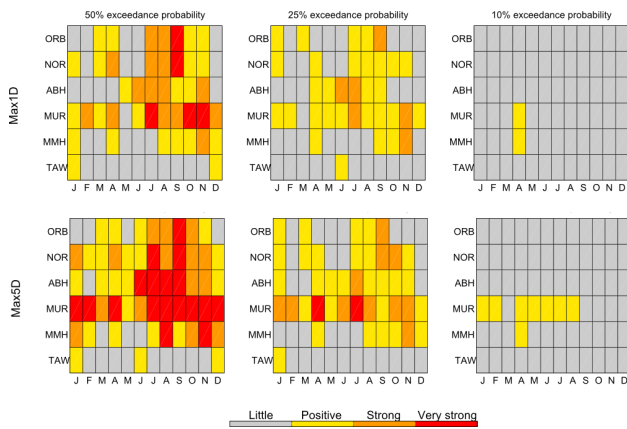 50% exceedance probability 25% exceedance probability 10% exceedance probability
Max1D
ORB ORB ORB
NOR NOR NOR
ABH ABH ABH
MUR MUR MUR
MMH MMH MMH
TAW TAW TAW
J F M A M J J A S O N D J F M A M J J A S O N D J F M A M J J A S O N D
Max5D
ORB ORB ORB
NOR NOR NOR
ABH ABH ABH
MUR MUR MUR
MMH MMH MMH
TAW TAW TAW
J F M A M J J A S O N D J F M A M J J A S O N D J F M A M J J A S O N D
Little Positive Strong Very strong